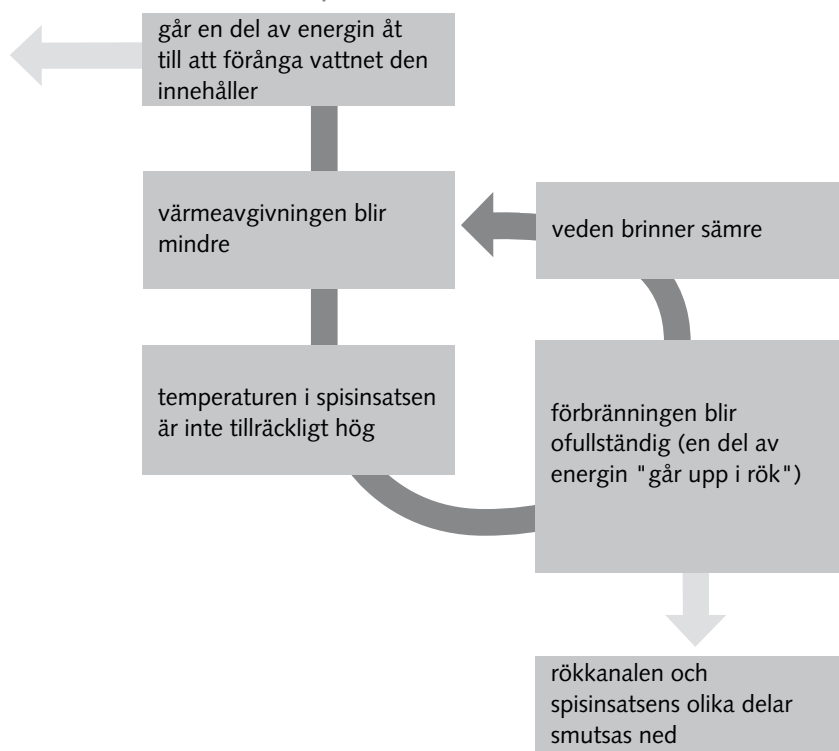 går en del av energin åt
till att förånga vattnet den
innehåller
värmeavgivningen blir
mindre
veden brinner sämre
temperaturen i spisinsatsen
är inte tillräckligt hög
förbränningen blir
ofullständig (en del av
energin "går upp i rök")
rökkanalen och
spisinsatsens olika delar
smutsas ned